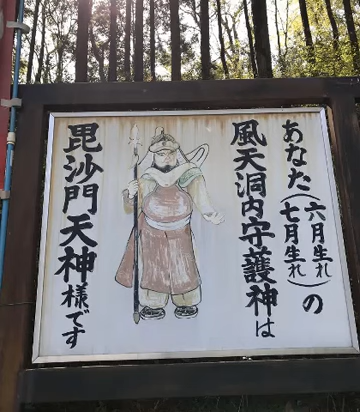 あなた(六月生れ 七月生れ)の
風天洞内守護神は
毘沙門天神様です